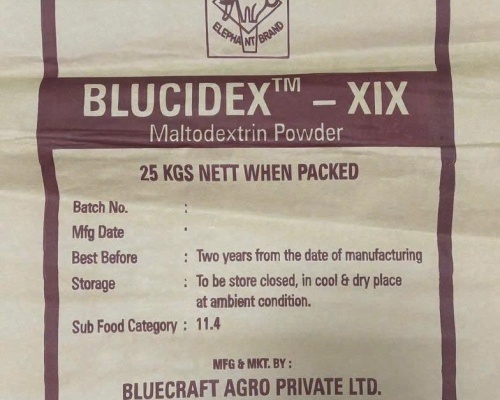 ELEPHANT BRAND
BLUCIDEX™ – XIX
Maltodextrin Powder
25 KGS NETT WHEN PACKED
Batch No. :
Mfg Date :
Best Before : Two years from the date of manufacturing
Storage : To be store closed, in cool & dry place
at ambient condition.
Sub Food Category : 11.4
MFG & MKT. BY :
BLUECRAFT AGRO PRIVATE LTD.